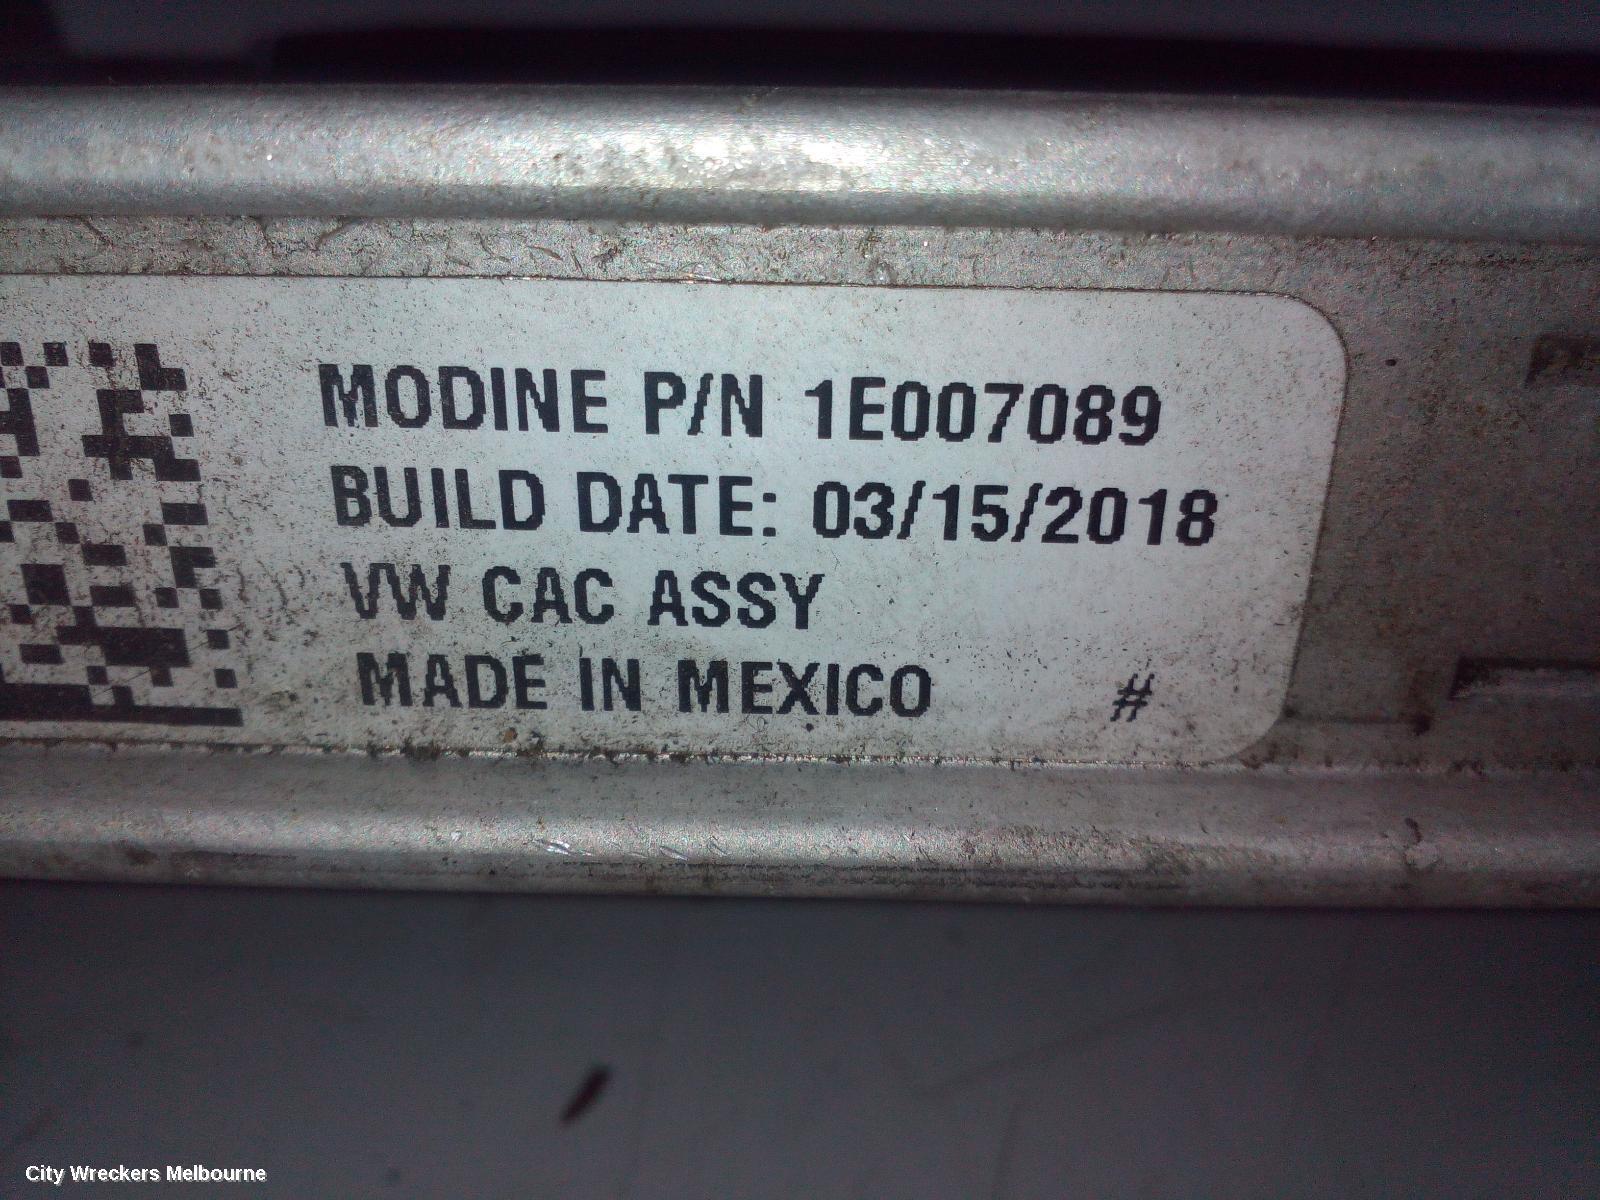 MODINE P/N 1E007089
BUILD DATE: 03/15/2018
VW CAC ASSY
MADE IN MEXICO #
City Wreckers Melbourne